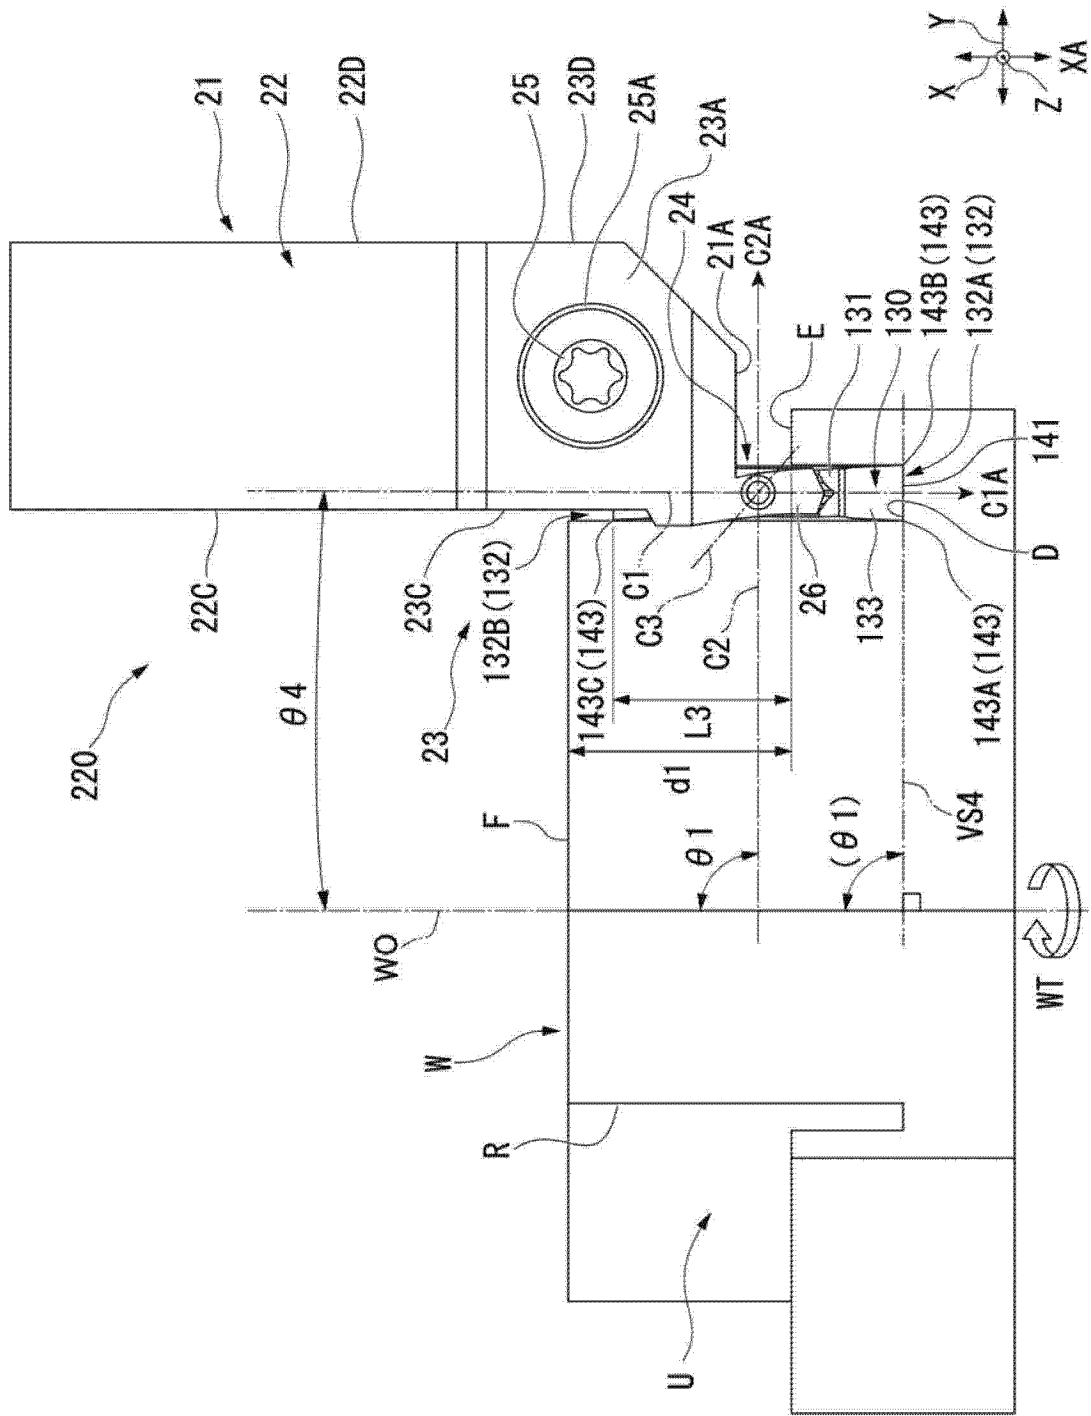 220
21
22
22D
25
23D
25A
23A
24
21A
C2A
E
131
130
143B(143)
132A(132)
141
C1A
D
Y
X
Z
XA
22C
23C
23
132B(132)
143C(143)
C1
C3
C2
26
133
143A(143)
θ4
L3
d1
F
θ1
(θ1)
VS4
WO
W
WT
R
U